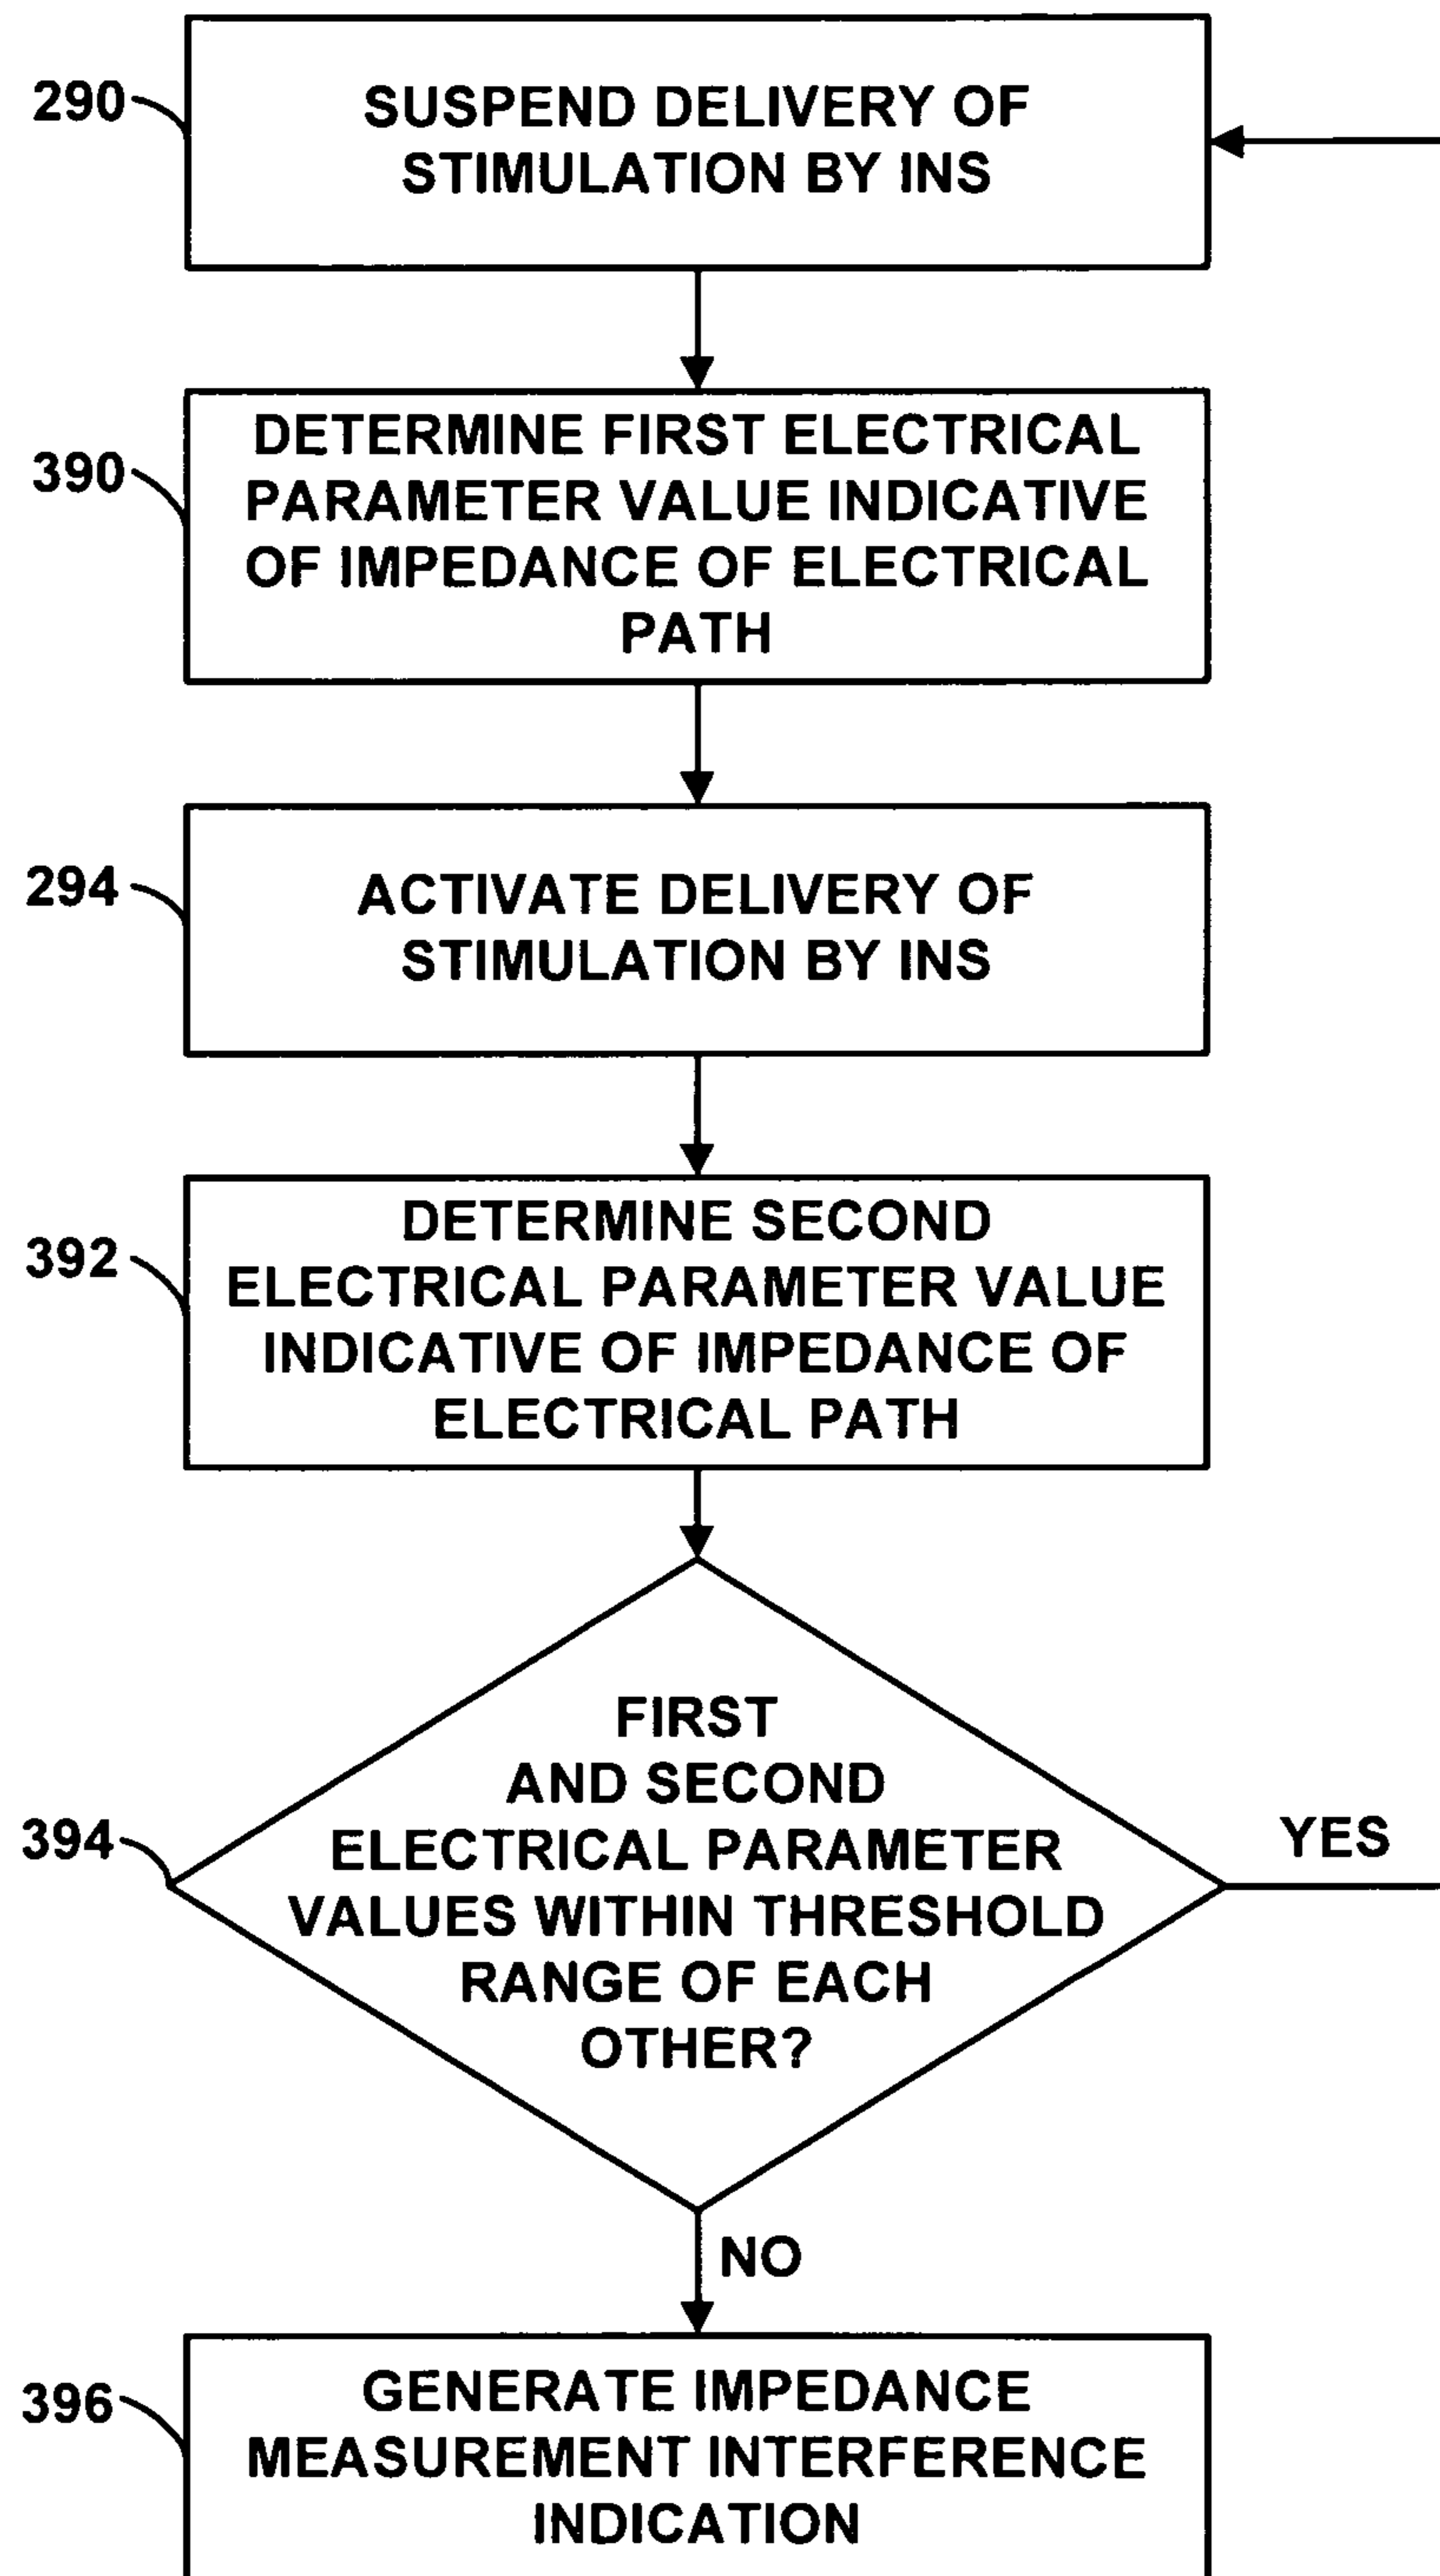 290
SUSPEND DELIVERY OF
STIMULATION BY INS
390
DETERMINE FIRST ELECTRICAL
PARAMETER VALUE INDICATIVE
OF IMPEDANCE OF ELECTRICAL
PATH
294
ACTIVATE DELIVERY OF
STIMULATION BY INS
392
DETERMINE SECOND
ELECTRICAL PARAMETER VALUE
INDICATIVE OF IMPEDANCE OF
ELECTRICAL PATH
394
FIRST
AND SECOND
ELECTRICAL PARAMETER
VALUES WITHIN THRESHOLD
RANGE OF EACH
OTHER?
YES
NO
396
GENERATE IMPEDANCE
MEASUREMENT INTERFERENCE
INDICATION